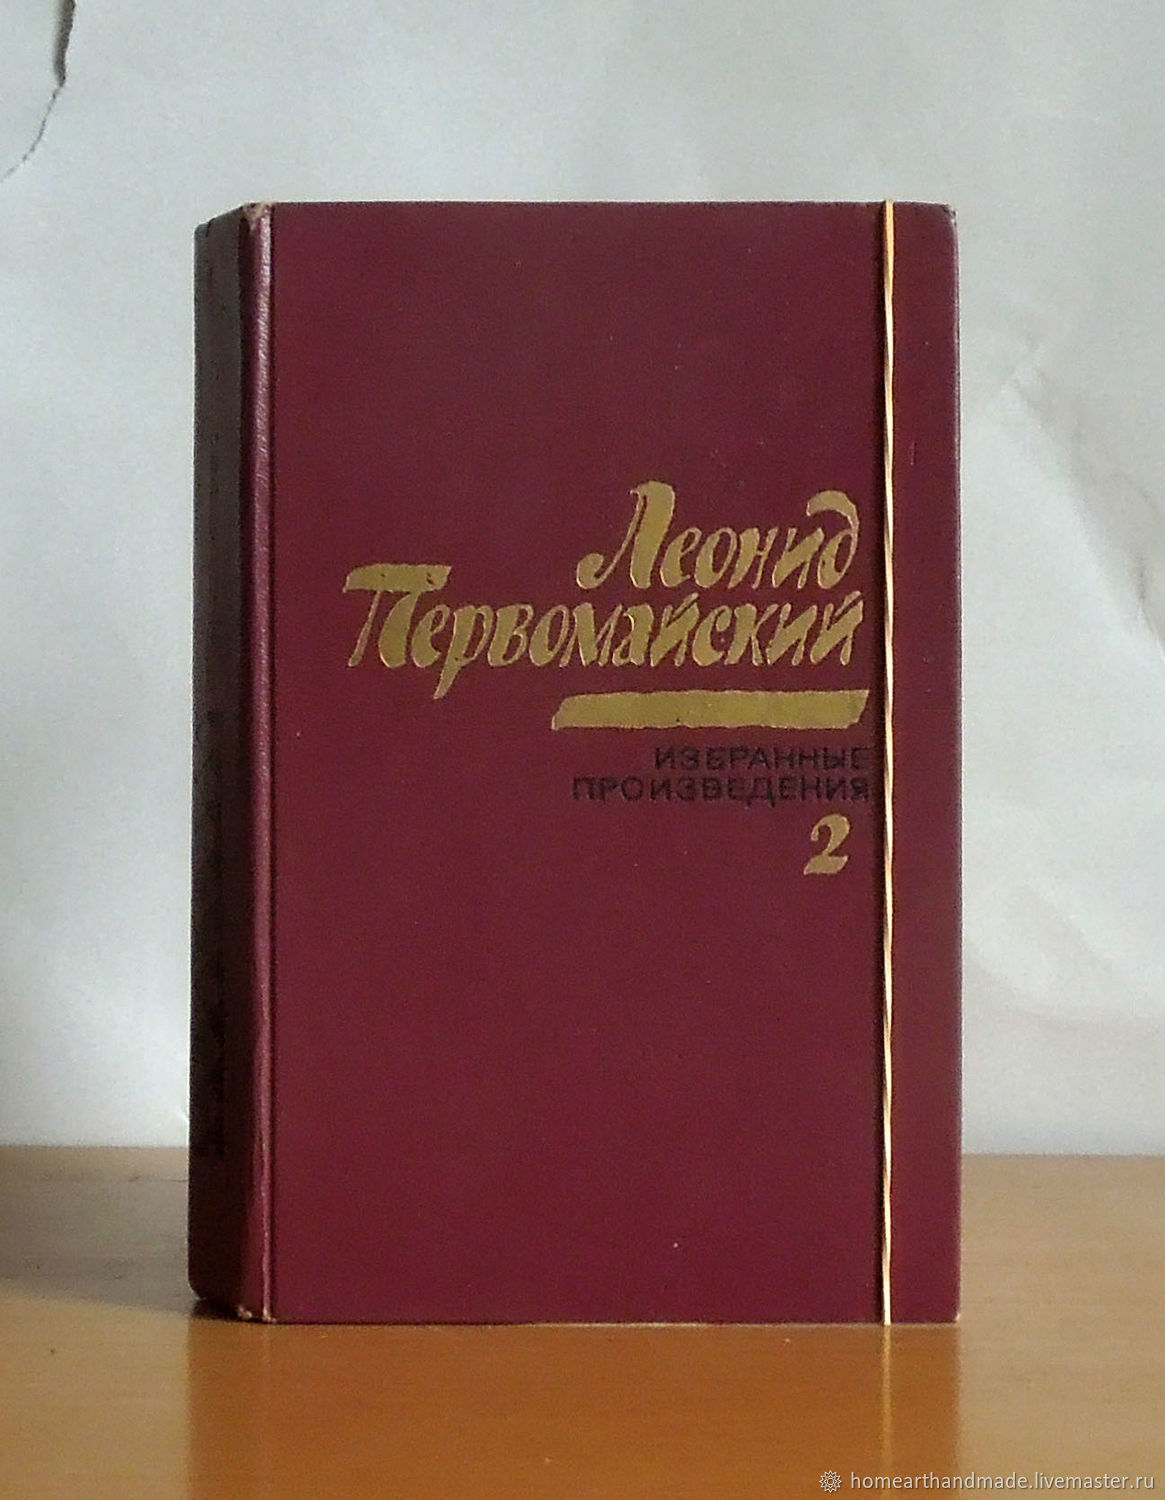 Леонид
Первомайский
ИЗБРАННЫЕ
ПРОИЗВЕДЕНИЯ
2
homearthandmade.livemaster.ru